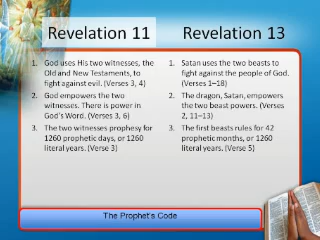 Revelation 11
1. God uses His two witnesses, the
Old and New Testaments, to
fight against evil. (Verses 3, 4)
2. God empowers the two
witnesses. There is power in
God's Word. (Verses 3, 6)
3. The two witnesses prophesy for
1260 prophetic days, or 1260
literal years. (Verse 3)
Revelation 13
1. Satan uses the two beasts to
fight against the people of God.
(Verses 1–18)
2. The dragon, Satan, empowers
the two beast powers. (Verses
2, 11–13)
3. The first beasts rules for 42
prophetic months, or 1260
literal years. (Verse 5)
The Prophet's Code